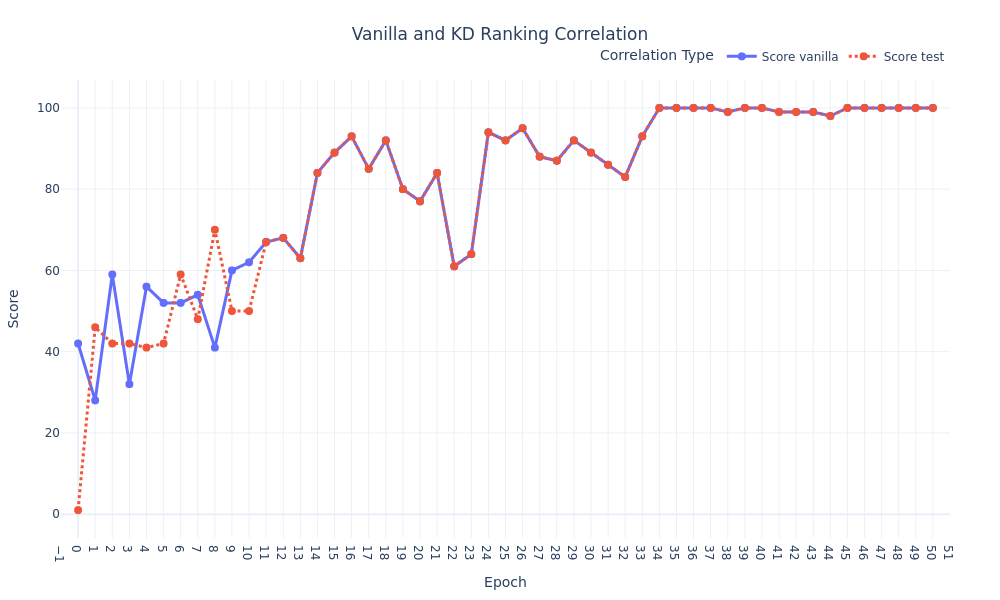 Vanilla and KD Ranking Correlation
Correlation Type Score vanilla Score test
100
80
60
40
20
0
Score
−1 0 1 2 3 4 5 6 7 8 9 10 11 12 13 14 15 16 17 18 19 20 21 22 23 24 25 26 27 28 29 30 31 32 33 34 35 36 37 38 39 40 41 42 43 44 45 46 47 48 49 50 51
Epoch